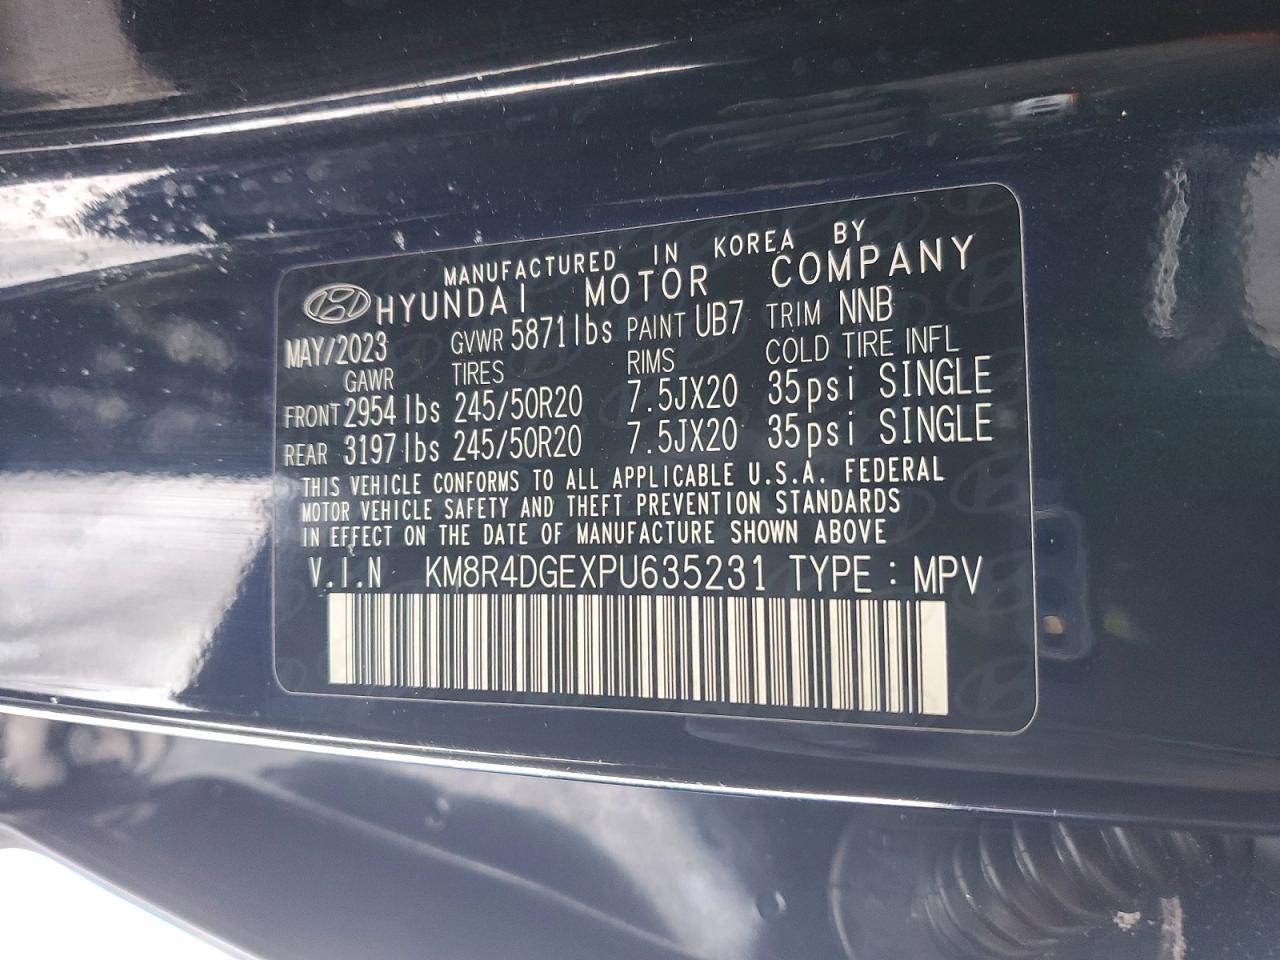 MANUFACTURED IN KOREA BY
HYUNDAI MOTOR COMPANY
MAY/2023 GVWR 5871lbs PAINT UB7 TRIM NNB
GAWR TIRES RIMS COLD TIRE INFL
FRONT 2954lbs 245/50R20 7.5JX20 35psi SINGLE
REAR 3197lbs 245/50R20 7.5JX20 35psi SINGLE
THIS VEHICLE CONFORMS TO ALL APPLICABLE U.S.A. FEDERAL
MOTOR VEHICLE SAFETY AND THEFT PREVENTION STANDARDS
IN EFFECT ON THE DATE OF MANUFACTURE SHOWN ABOVE
V.I.N KM8R4DGEXPU635231 TYPE : MPV